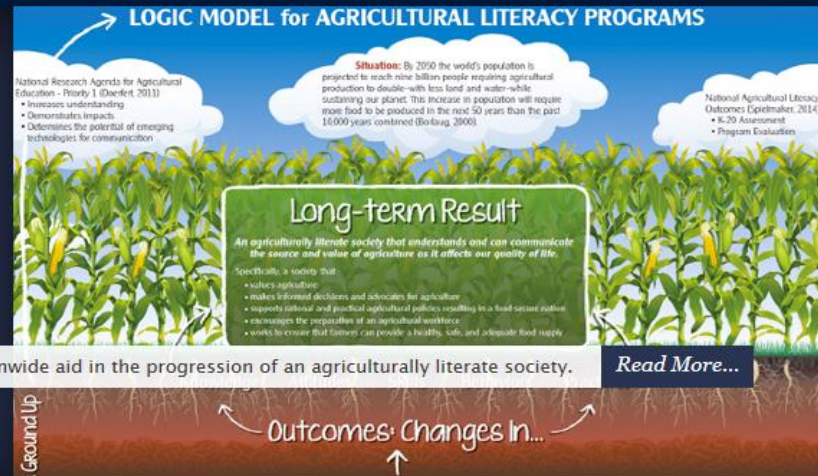 LOGIC MODEL for AGRICULTURAL LITERACY PROGRAMS
National Research Agenda for Agricultural
Education - Priority 1 (Doerfert, 2011)
• Increases understanding
• Demonstrates impacts
• Determines the potential of emerging
technologies for communication
Situation: By 2050 the world's population is
projected to reach nine billion people requiring agricultural
production to double–with less land and water–while
sustaining our planet. This increase in population will require
more food to be produced in the next 50 years than the past
10,000 years combined (Borlaug, 2000).
National Agricultural Literacy
Outcomes (Spielmaker, 2014)
• K-20 Assessment
• Program Evaluation
Long-term Result
An agriculturally literate society that understands and can communicate
the source and value of agriculture as it affects our quality of life.
Specifically, a society that
• values agriculture
• makes informed decisions and advocates for agriculture
• supports national and practical agricultural policies resulting in a food-secure nation
• encourages the preparation of an agricultural workforce
• works to ensure that farmers can provide a healthy, safe, and adequate food supply
nwide aid in the progression of an agriculturally literate society.
Read More...
Outcomes: Changes In...
Ground Up